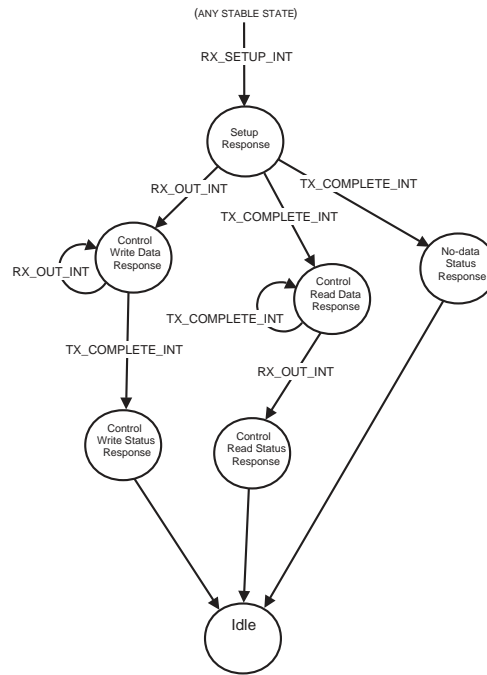 (ANY STABLE STATE)
RX_SETUP_INT
Setup
Response
RX_OUT_INT
TX_COMPLETE_INT
TX_COMPLETE_INT
Control
Write Data
Response
RX_OUT_INT
Control
Read Data
Response
TX_COMPLETE_INT
No-data
Status
Response
TX_COMPLETE_INT
RX_OUT_INT
Control
Write Status
Response
Control
Read Status
Response
Idle